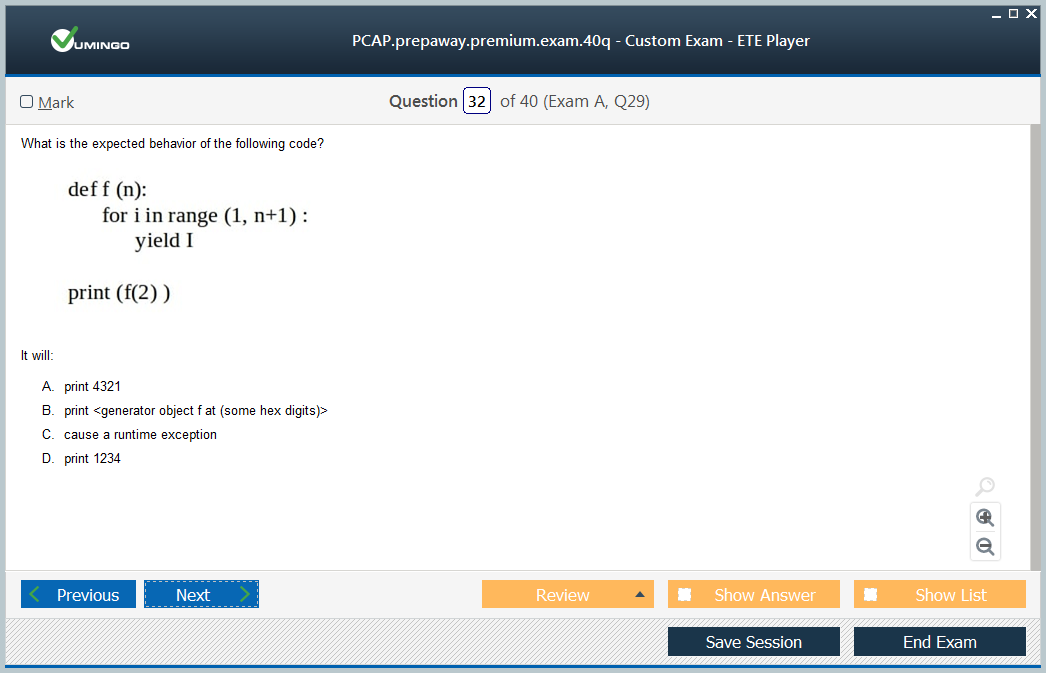 VUMINGO
PCAP.prepaway.premium.exam.40q - Custom Exam - ETE Player
Mark
Question 32 of 40 (Exam A, Q29)
What is the expected behavior of the following code?
def f (n):
for i in range (1, n+1) :
yield I
print (f(2) )
It will:
A. print 4321
B. print <generator object f at (some hex digits)>
C. cause a runtime exception
D. print 1234
Previous
Next
Review
Show Answer
Show List
Save Session
End Exam